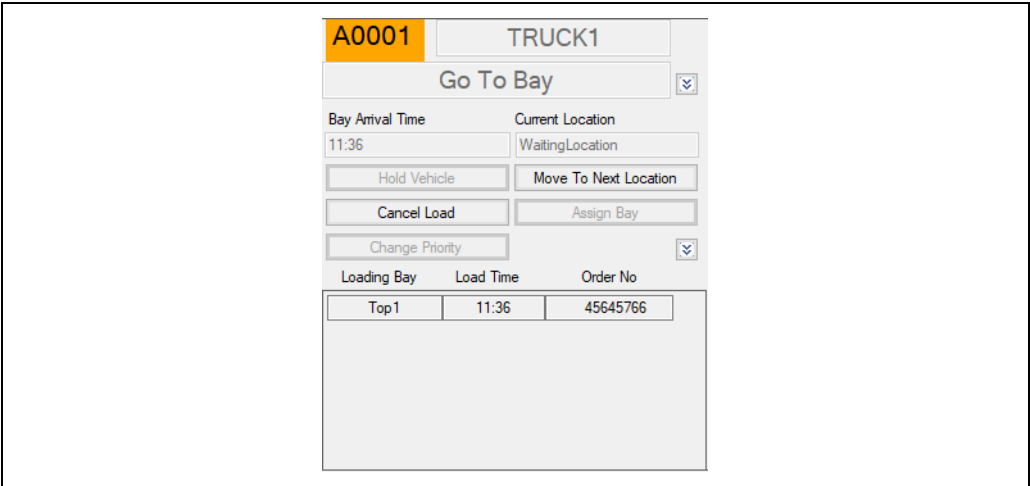 A0001 TRUCK1
Go To Bay
Bay Arrival Time Current Location
11:36 WaitingLocation
Hold Vehicle Move To Next Location
Cancel Load Assign Bay
Change Priority
Loading Bay Load Time Order No
Top1 11:36 45645766